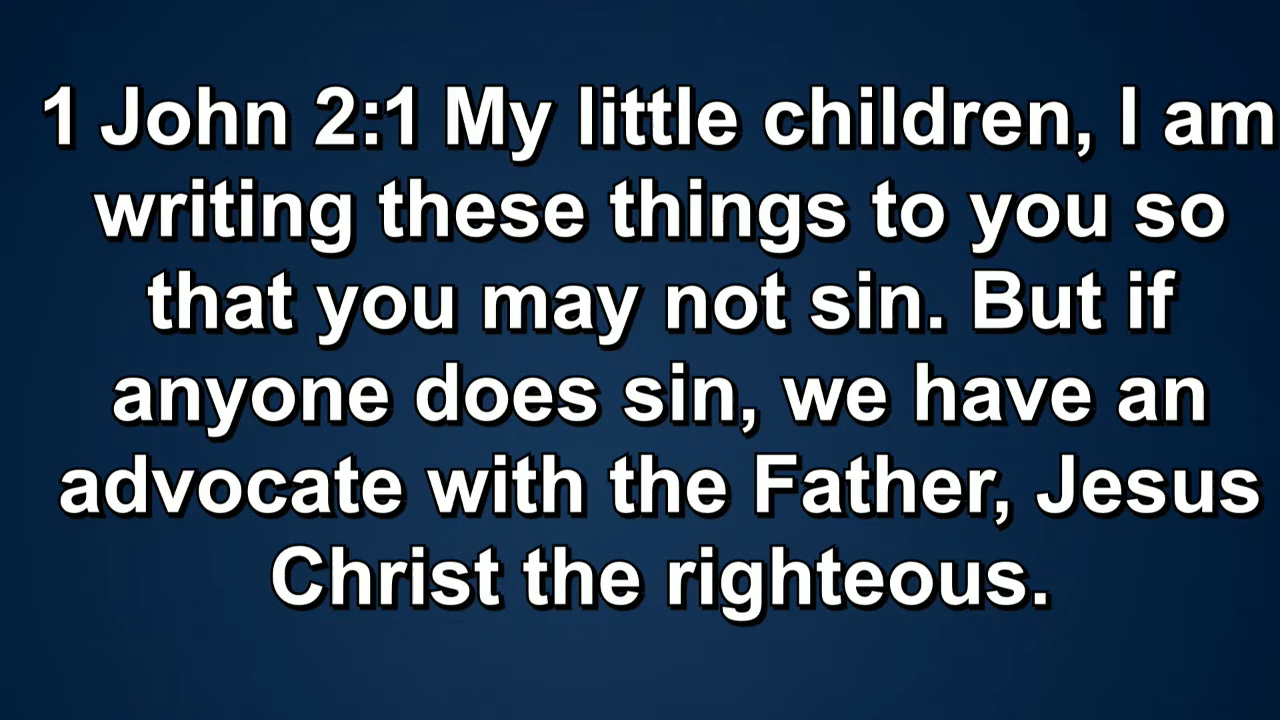 1 John 2:1 My little children, I am
writing these things to you so
that you may not sin. But if
anyone does sin, we have an
advocate with the Father, Jesus
Christ the righteous.